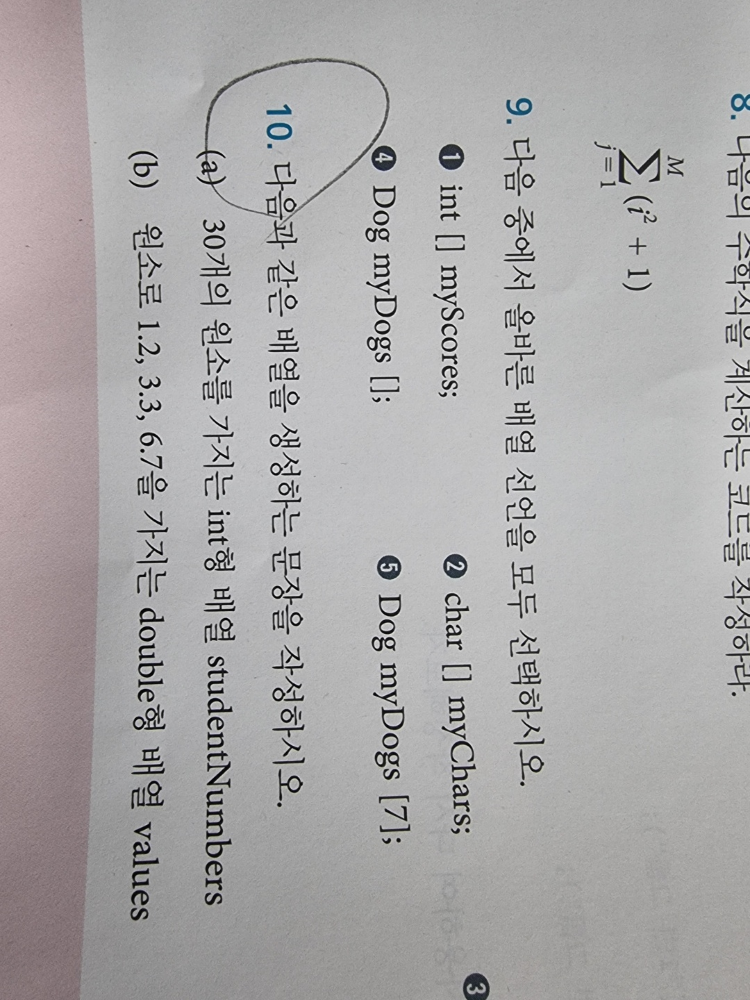 8. 다음의 수학식을 계산하는 코드를 작성하라.
M
∑ (i² + 1)
j = 1
9. 다음 중에서 올바른 배열 선언을 모두 선택하시오.
❶ int [] myScores; ❷ char [] myChars; ❸
❹ Dog myDogs []; ❺ Dog myDogs [7];
10. 다음과 같은 배열을 생성하는 문장을 작성하시오.
(a) 30개의 원소를 가지는 int형 배열 studentNumbers
(b) 원소로 1.2, 3.3, 6.7을 가지는 double형 배열 values